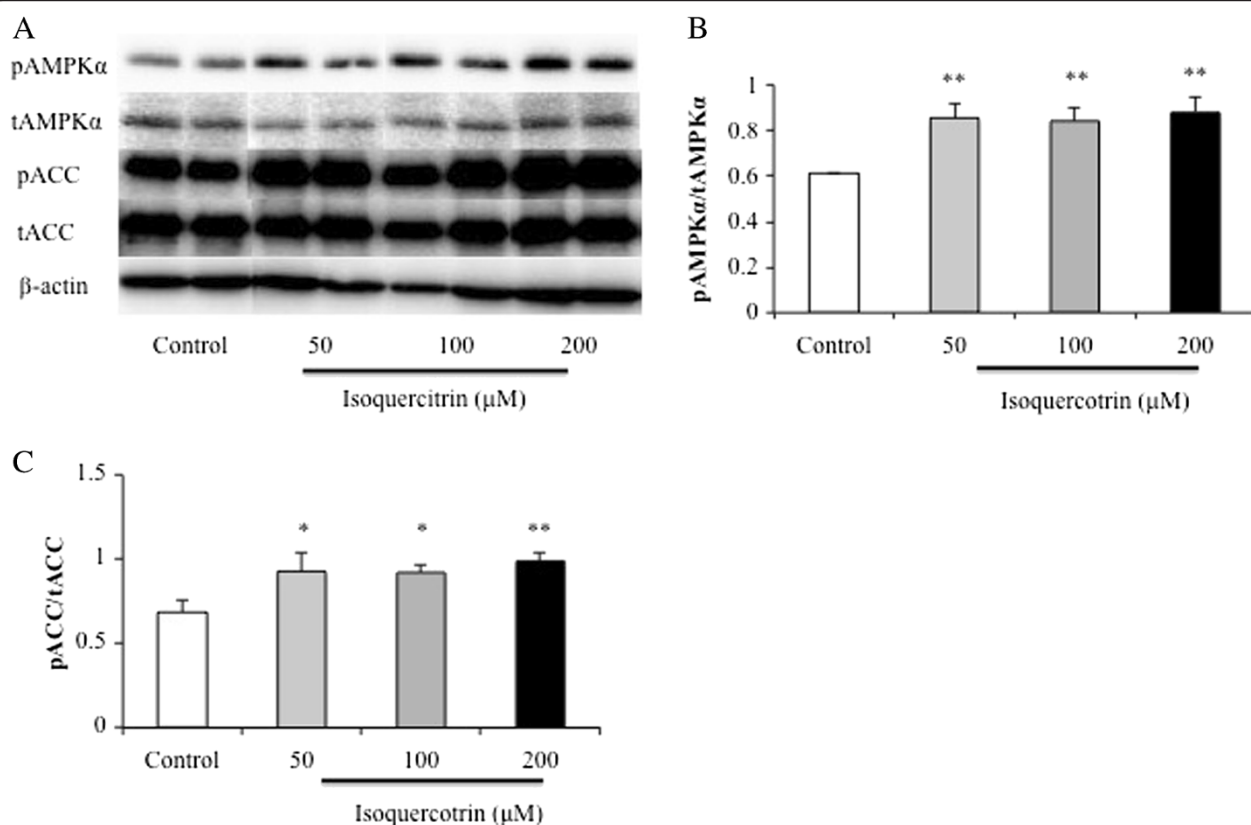 A
pAMPKα
tAMPKα
pACC
tACC
β-actin
Control 50 100 200
Isoquercitrin (μM)
B
** ** **
pAMPKα/tAMPKα
1
0.8
0.6
0.4
0.2
0
Control 50 100 200
Isoquercotrin (μM)
C
* * **
pACC/tACC
1.5
1
0.5
0
Control 50 100 200
Isoquercotrin (μM)